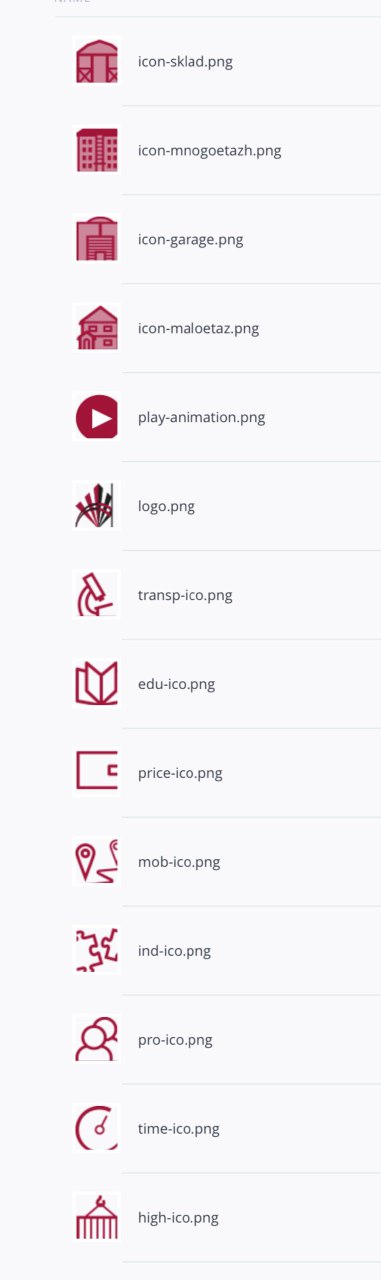 NAME
icon-sklad.png
icon-mnogoetazh.png
icon-garage.png
icon-maloetaz.png
play-animation.png
logo.png
transp-ico.png
edu-ico.png
price-ico.png
mob-ico.png
ind-ico.png
pro-ico.png
time-ico.png
high-ico.png